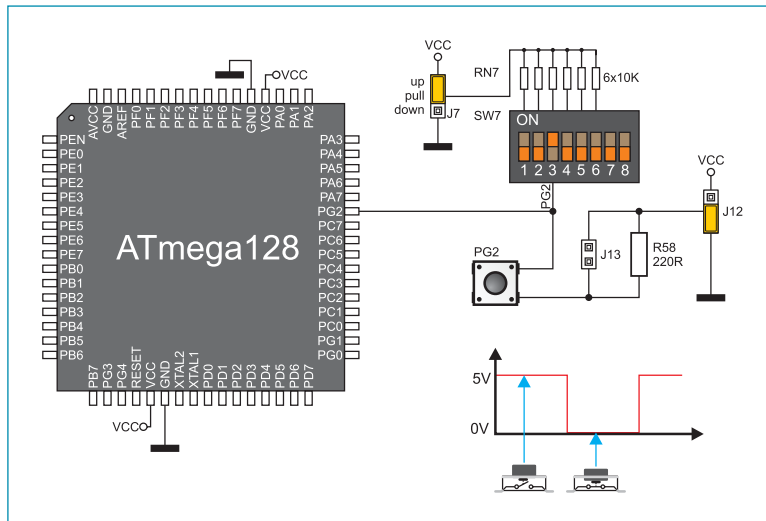 VCC
RN7
6x10K
up
pull
down
J7
SW7
ON
1 2 3 4 5 6 7 8
PG2
VCC
J12
J13
R58
220R
PG2
VCC
AVCC
GND
AREF
PF0
PF1
PF2
PF3
PF4
PF5
PF6
PF7
GND
VCC
PA0
PA1
PA2
PEN
PE0
PE1
PE2
PE3
PE4
PE5
PE6
PE7
PB0
PB1
PB2
PB3
PB4
PB5
PB6
ATmega128
PA3
PA4
PA5
PA6
PA7
PG2
PC7
PC6
PC5
PC4
PC3
PC2
PC1
PC0
PG1
PG0
PB7
PG3
PG4
RESET
VCC
GND
XTAL2
XTAL1
PD0
PD1
PD2
PD3
PD4
PD5
PD6
PD7
VCC
5V
0V